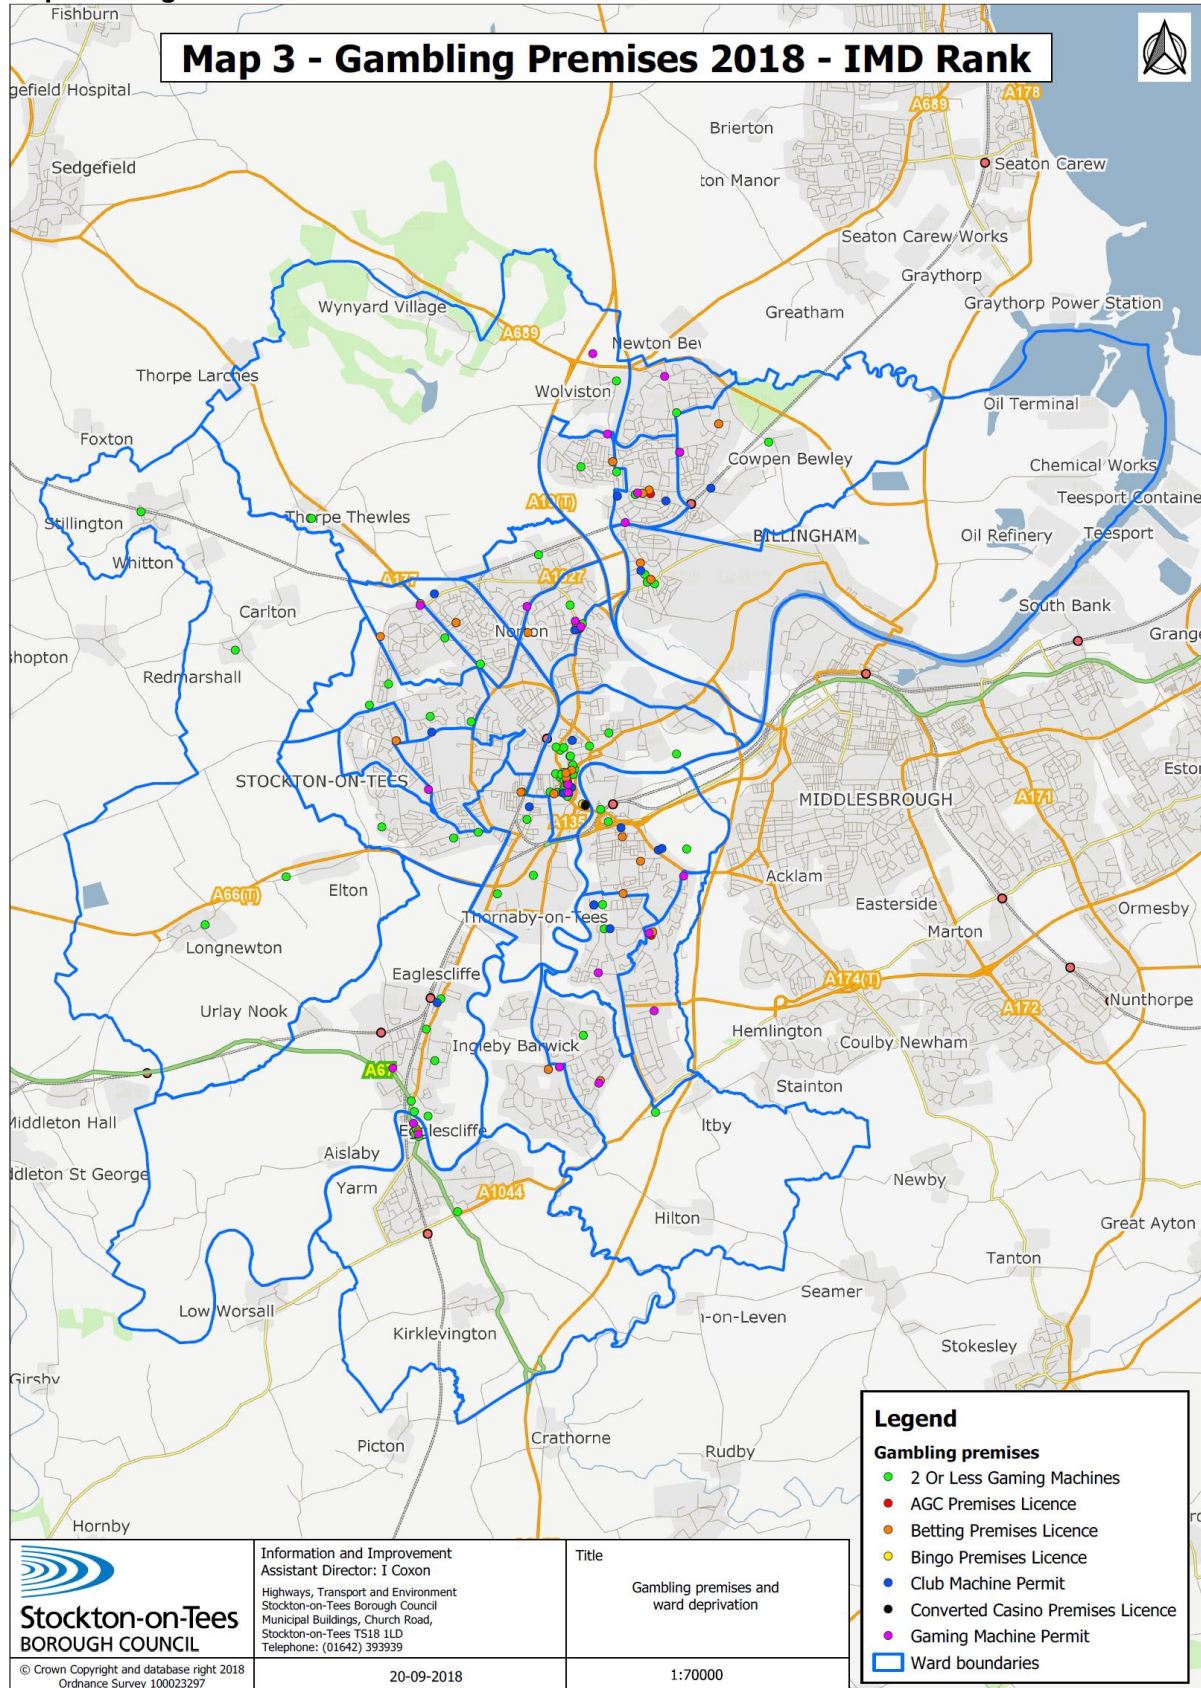 Map 3 - Gambling Premises 2018 - IMD Rank
Fishburn
gefield Hospital
Sedgefield
A689
A178
Brierton
Seaton Carew
ton Manor
Seaton Carew Works
Graythorp
Graythorp Power Station
Greatham
Wynyard Village
A689
Newton Bew
Wolviston
Thorpe Larches
Oil Terminal
Foxton
Cowpen Bewley
Chemical Works
Teesport Containe
A19(T)
Stillington
Thorpe Thewles
BILLINGHAM
Oil Refinery
Teesport
Whitton
A177
A1027
South Bank
Carlton
Norton
Grange
shopton
Redmarshall
Eston
STOCKTON-ON-TEES
MIDDLESBROUGH
A171
A135
Acklam
A66(T)
Elton
Easterside
Ormesby
Thornaby-on-Tees
Marton
Longnewton
Eaglescliffe
A174(T)
Urlay Nook
A172
Nunthorpe
Hemlington
Ingleby Barwick
Coulby Newham
A67
Stainton
Middleton Hall
Eaglescliffe
ltby
Aislaby
ddleton St George
Newby
Yarm
A1044
Hilton
Great Ayton
Tanton
Seamer
Low Worsall
n-on-Leven
Kirklevington
Stokesley
Girsby
Picton
Crathorne
Rudby
Hornby
Legend
Gambling premises
2 Or Less Gaming Machines
AGC Premises Licence
Betting Premises Licence
Bingo Premises Licence
Club Machine Permit
Converted Casino Premises Licence
Gaming Machine Permit
Ward boundaries
Stockton-on-Tees
BOROUGH COUNCIL
© Crown Copyright and database right 2018
Ordnance Survey 100023297
Information and Improvement
Assistant Director: I Coxon
Highways, Transport and Environment
Stockton-on-Tees Borough Council
Municipal Buildings, Church Road,
Stockton-on-Tees TS18 1LD
Telephone: (01642) 393939
20-09-2018
Title
Gambling premises and
ward deprivation
1:70000